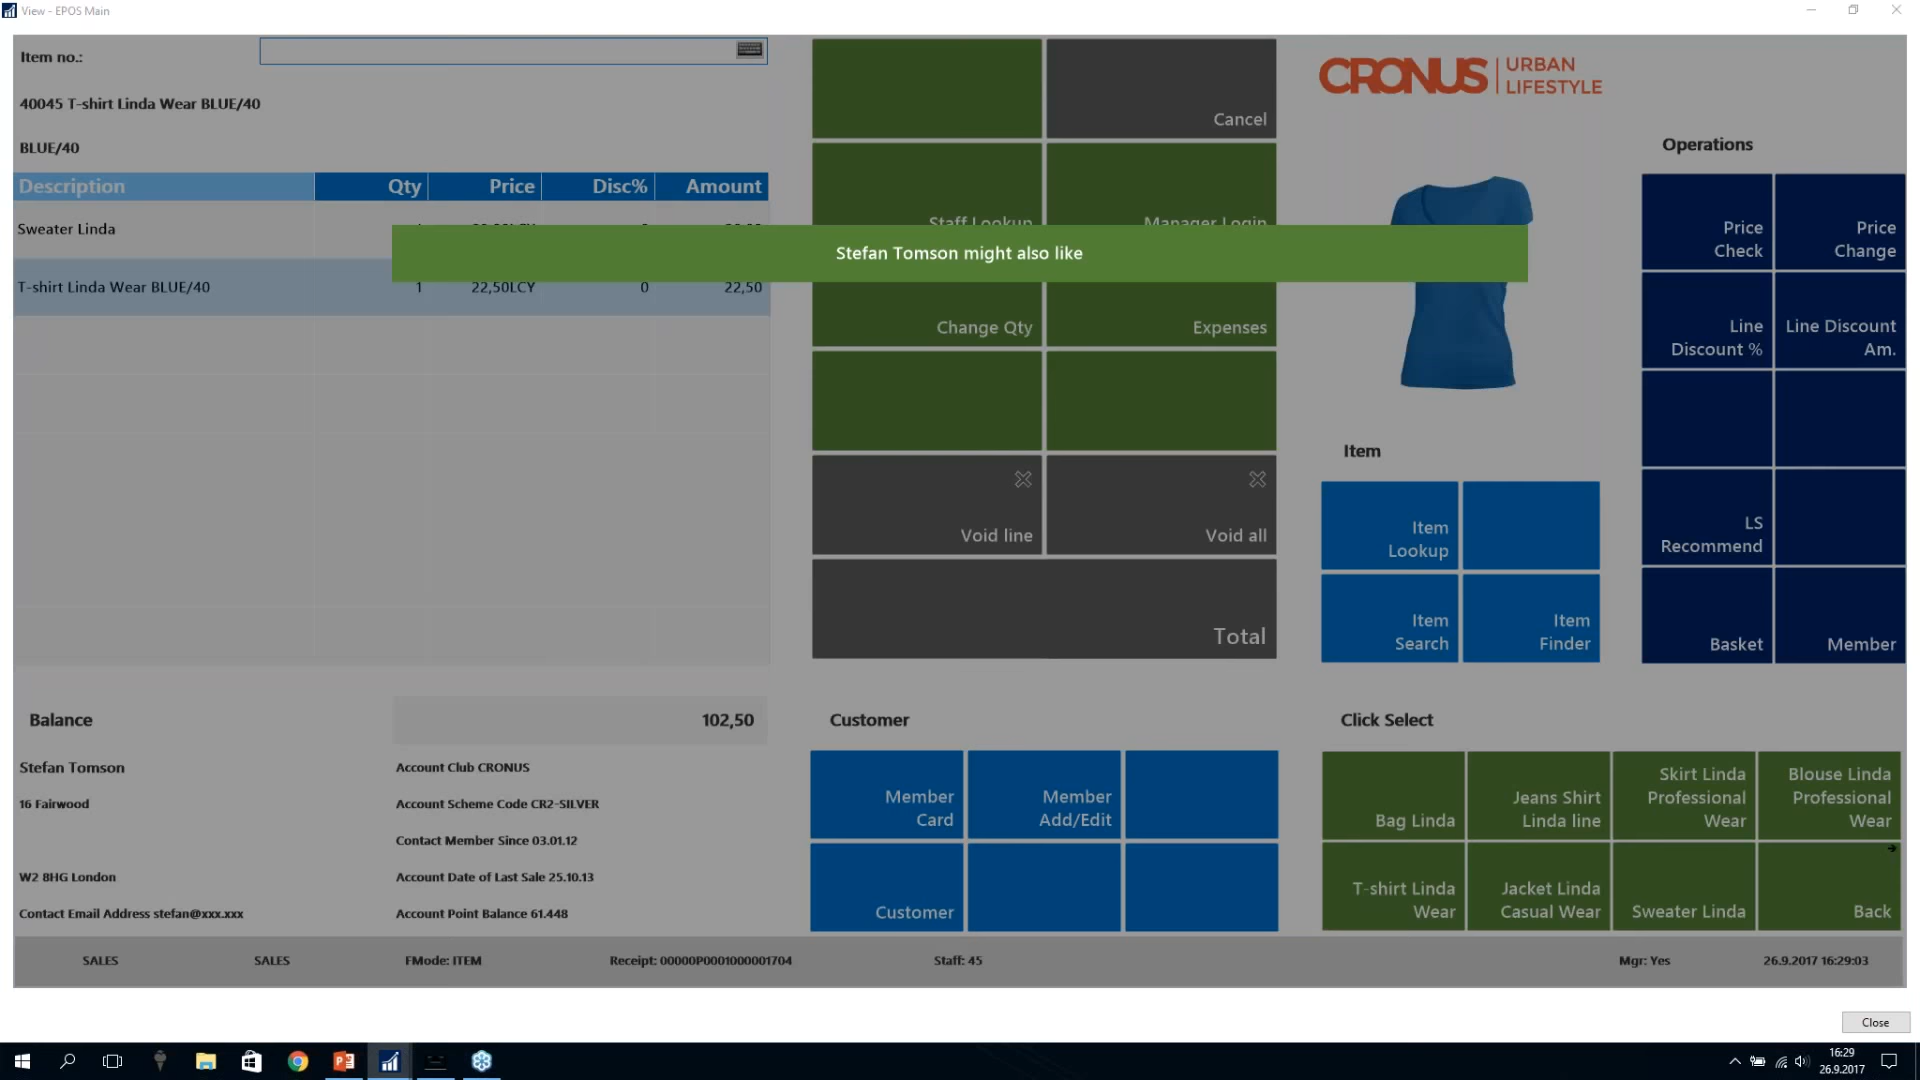 View - EPOS Main
Item no.:
40045 T-shirt Linda Wear BLUE/40
BLUE/40
Description Qty Price Disc% Amount
Sweater Linda
T-shirt Linda Wear BLUE/40 1 22,50LCY 0 22,50
Stefan Tomson might also like
Cancel
Staff Lookup
Manager Login
Change Qty
Expenses
Void line
Void all
Total
CRONUS URBAN
LIFESTYLE
Operations
Price
Check
Price
Change
Line
Discount %
Line Discount
Am.
LS
Recommend
Basket
Member
Item
Item
Lookup
Item
Search
Item
Finder
Balance 102,50
Stefan Tomson
16 Fairwood
W2 8HG London
Contact Email Address stefan@xxx.xxx
Account Club CRONUS
Account Scheme Code CR2-SILVER
Contact Member Since 03.01.12
Account Date of Last Sale 25.10.13
Account Point Balance 61.448
Customer
Member
Card
Member
Add/Edit
Customer
Click Select
Bag Linda
Jeans Shirt
Linda line
Skirt Linda
Professional
Wear
Blouse Linda
Professional
Wear
T-shirt Linda
Wear
Jacket Linda
Casual Wear
Sweater Linda
Back
SALES SALES FMode: ITEM Receipt: 00000P0001000001704 Staff: 45 Mgr: Yes 26.9.2017 16:29:03
Close
16:29
26.9.2017